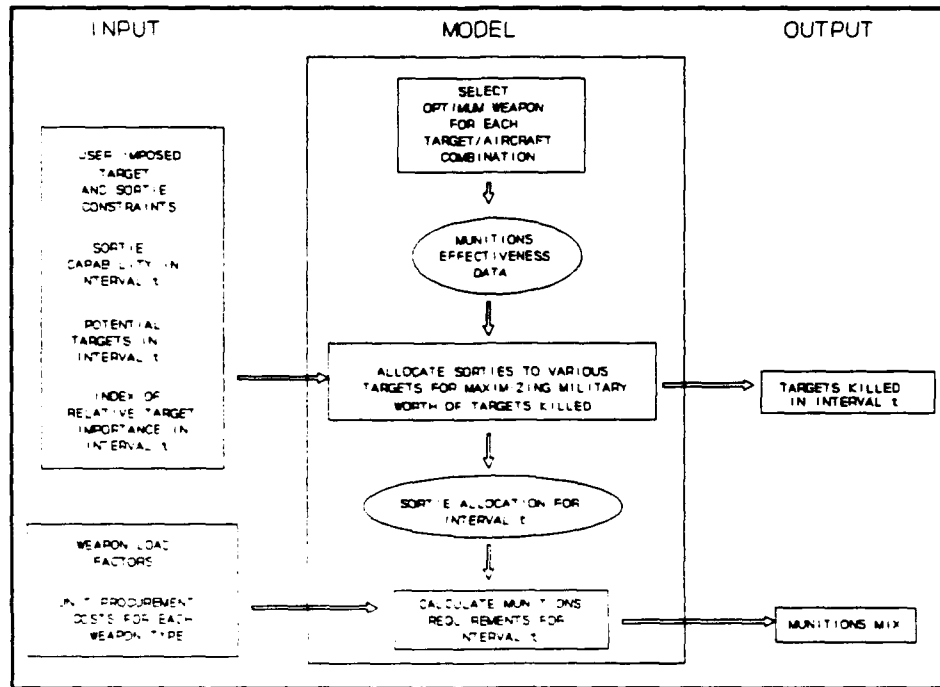 INPUT
MODEL
OUTPUT
USER IMPOSED
TARGET
AND SORTIE
CONSTRAINTS
SORTIE
CAPABILITY IN
INTERVAL t
POTENTIAL
TARGETS IN
INTERVAL t
INDEX OF
RELATIVE TARGET
IMPORTANCE IN
INTERVAL t
WEAPON LOAD
FACTORS
UNIT PROCUREMENT
COSTS FOR EACH
WEAPON TYPE
SELECT
OPTIMUM WEAPON
FOR EACH
TARGET/AIRCRAFT
COMBINATION
MUNITIONS
EFFECTIVENESS
DATA
ALLOCATE SORTIES TO VARIOUS
TARGETS FOR MAXIMIZING MILITARY
WORTH OF TARGETS KILLED
SORTIE ALLOCATION FOR
INTERVAL t
CALCULATE MUNITIONS
REQUIREMENTS FOR
INTERVAL t
TARGETS KILLED
IN INTERVAL t
MUNITIONS MIX